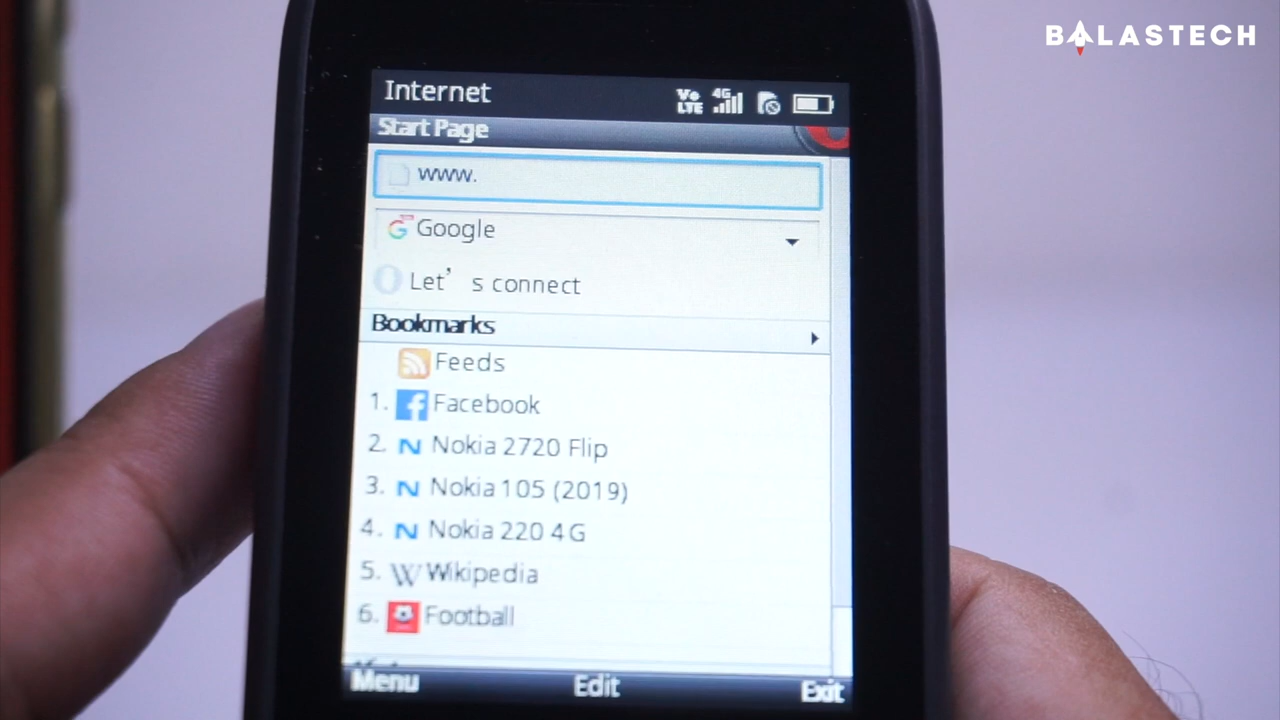 BALASTECH
Internet
Vo LTE 4G
Start Page
www.
Google
Let’ s connect
Bookmarks
Feeds
1. Facebook
2. Nokia 2720 Flip
3. Nokia 105 (2019)
4. Nokia 220 4G
5. Wikipedia
6. Football
Menu Edit Exit